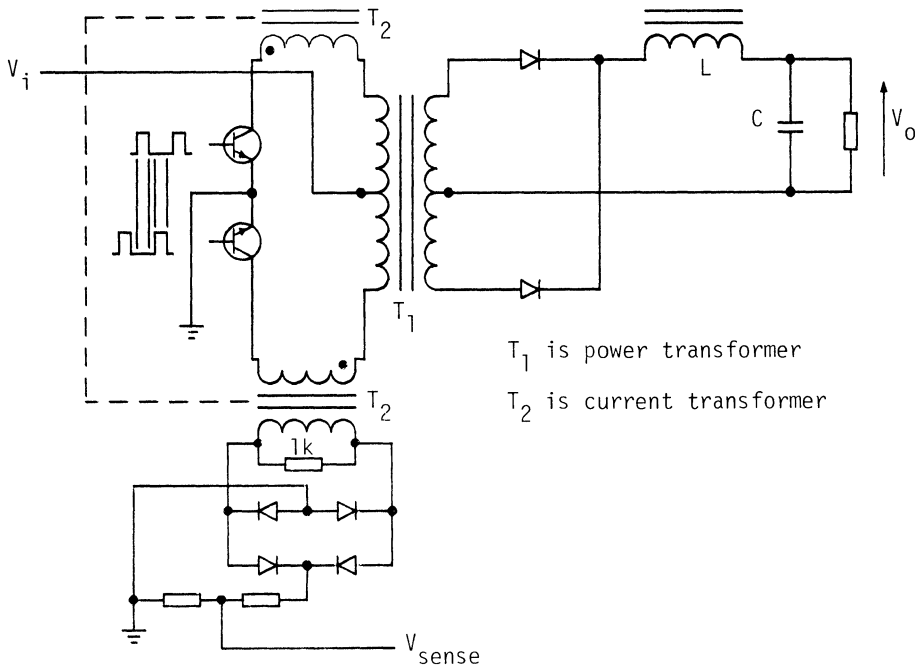 T2
Vi
L
C
Vo
T1
T1 is power transformer
T2 is current transformer
T2
1k
Vsense